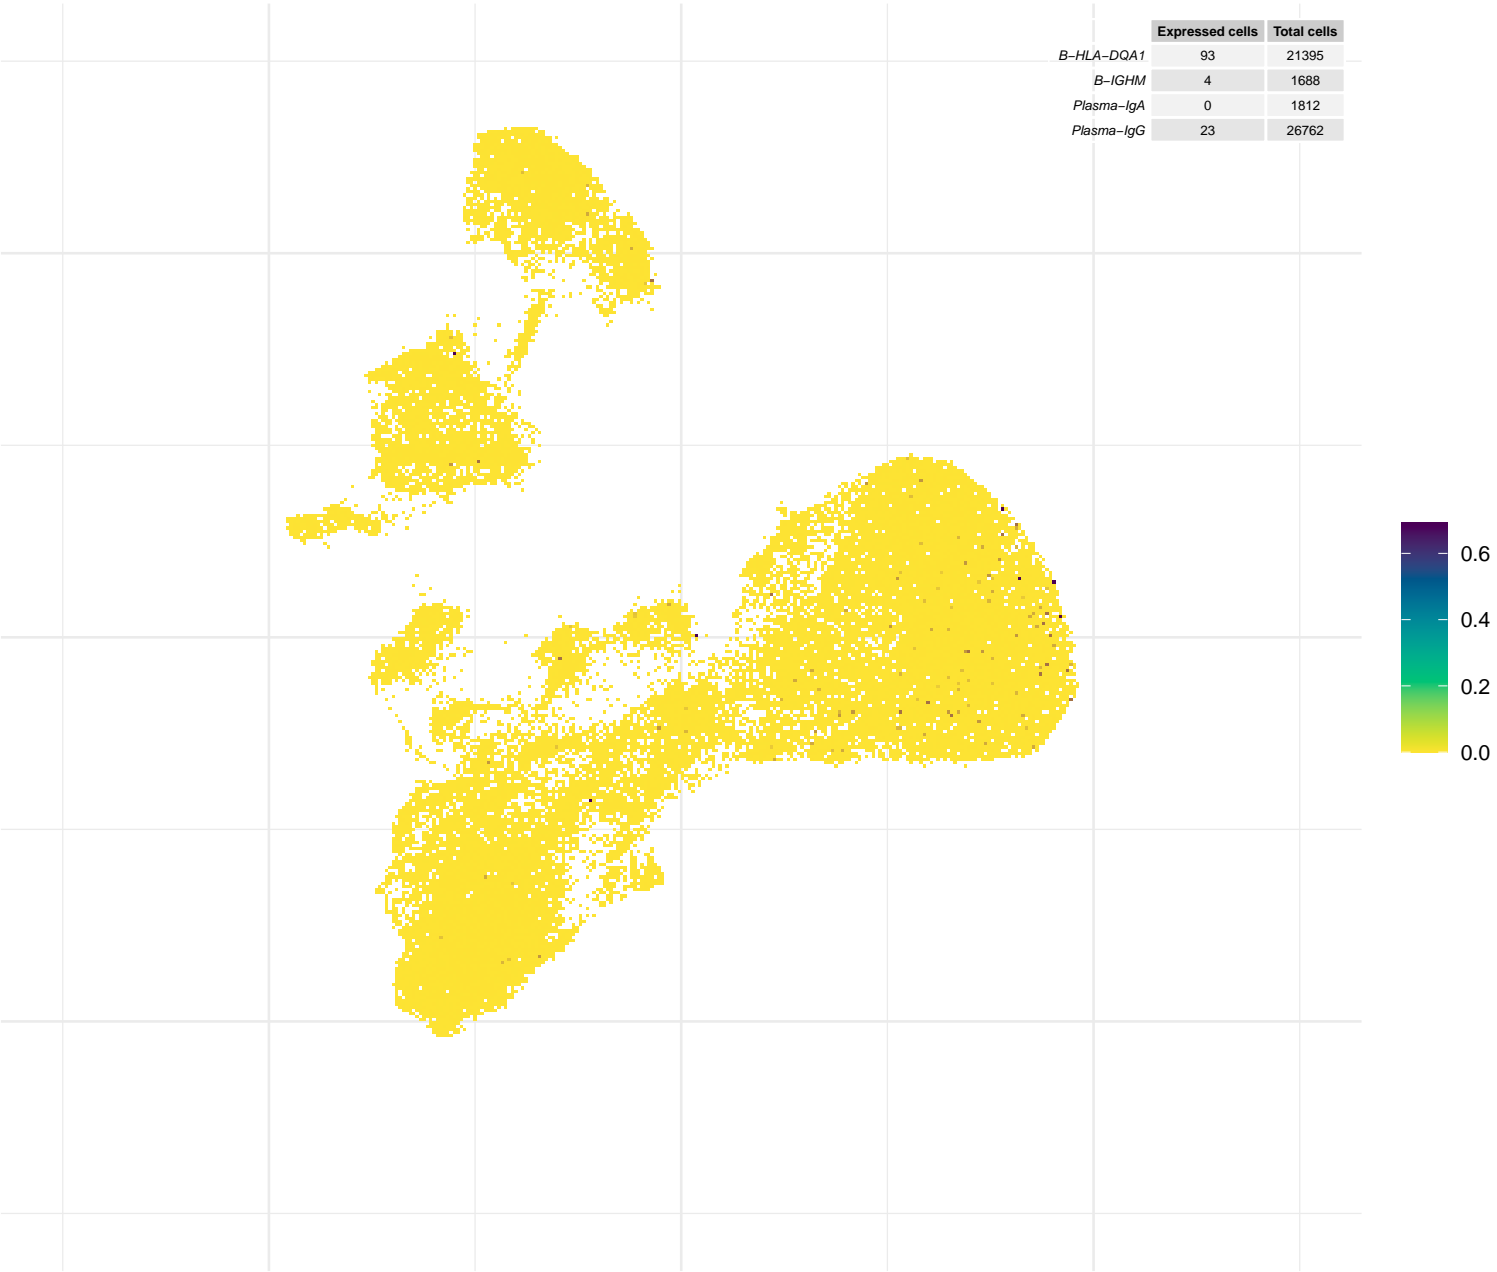 Expressed cells Total cells
B−HLA−DQA1 93 21395
B−IGHM 4 1688
Plasma−IgA 0 1812
Plasma−IgG 23 26762
0.6
0.4
0.2
0.0